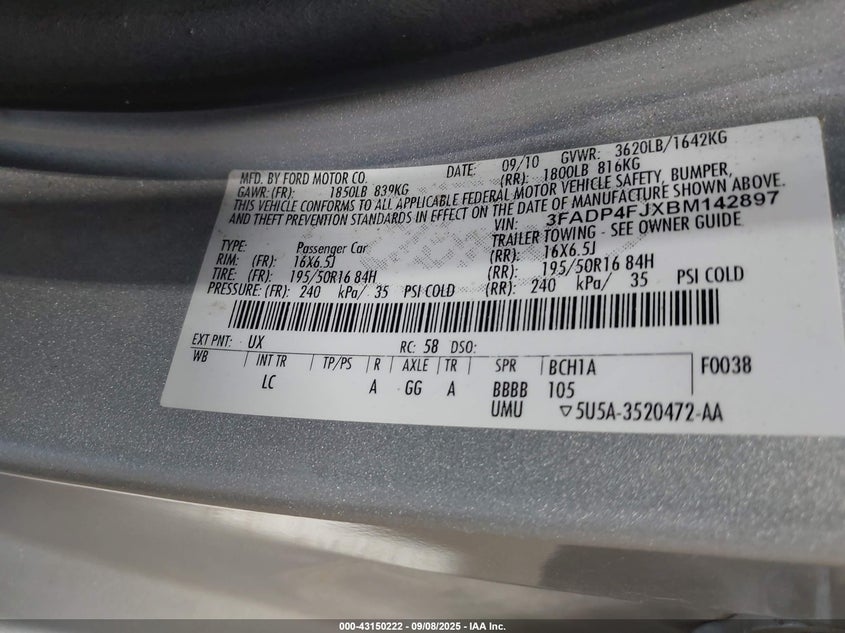 MFD. BY FORD MOTOR CO. DATE: 09/10 GVWR: 3620LB/1642KG
GAWR: (FR): 1850LB 839KG (RR): 1800LB 816KG
THIS VEHICLE CONFORMS TO ALL APPLICABLE FEDERAL MOTOR VEHICLE SAFETY, BUMPER,
AND THEFT PREVENTION STANDARDS IN EFFECT ON THE DATE OF MANUFACTURE SHOWN ABOVE.
VIN: 3FADP4FJXBM142897
TRAILER TOWING - SEE OWNER GUIDE
TYPE: Passenger Car
RIM: (FR): 16X6.5J (RR): 16X6.5J
TIRE: (FR): 195/50R16 84H (RR): 195/50R16 84H
PRESSURE: (FR): 240 kPa/ 35 PSI COLD (RR): 240 kPa/ 35 PSI COLD
EXT PNT: UX RC: 58 DSO:
WB INT TR TP/PS R AXLE TR SPR BCH1A F0038
LC A GG A BBBB 105
UMU ▽5U5A-3520472-AA
000-43150222 - 09/08/2025 - IAA Inc.